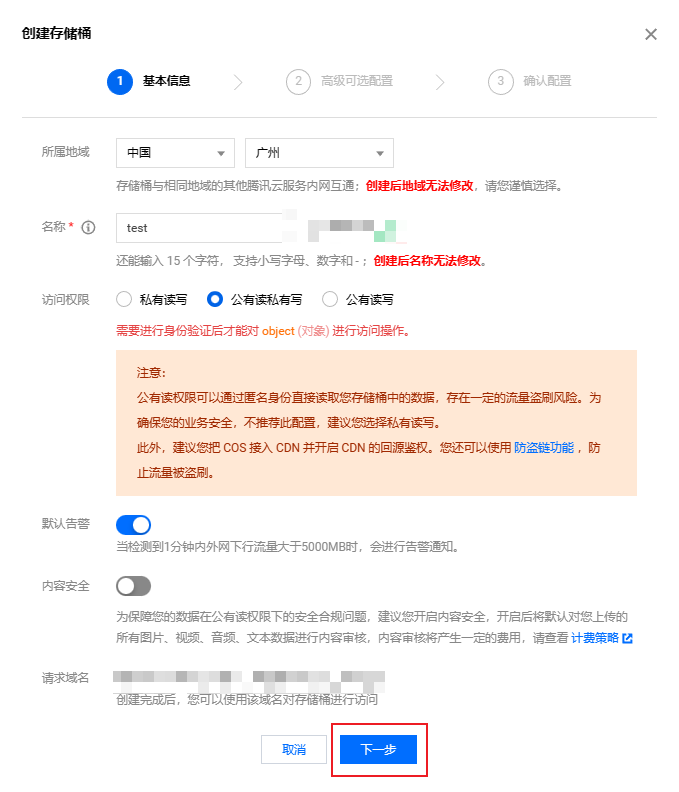 创建存储桶
1 基本信息 2 高级可选配置 3 确认配置
所属地域 中国 广州
存储桶与相同地域的其他腾讯云服务内网互通；创建后地域无法修改，请您谨慎选择。
名称 * test
还能输入 15 个字符， 支持小写字母、数字和 - ；创建后名称无法修改。
访问权限 私有读写 公有读私有写 公有读写
需要进行身份验证后才能对 object (对象) 进行访问操作。
注意：
公有读权限可以通过匿名身份直接读取您存储桶中的数据，存在一定的流量盗刷风险。为
确保您的业务安全，不推荐此配置，建议您选择私有读写。
此外，建议您把 COS 接入 CDN 并开启 CDN 的回源鉴权。您还可以使用 防盗链功能 ，防
止流量被盗刷。
默认告警
当检测到1分钟内外网下行流量大于5000MB时，会进行告警通知。
内容安全
为保障您的数据在公有读权限下的安全合规问题，建议您开启内容安全，开启后将默认对您上传的
所有图片、视频、音频、文本数据进行内容审核，内容审核将产生一定的费用，请查看 计费策略
请求域名
创建完成后，您可以使用该域名对存储桶进行访问
取消 下一步